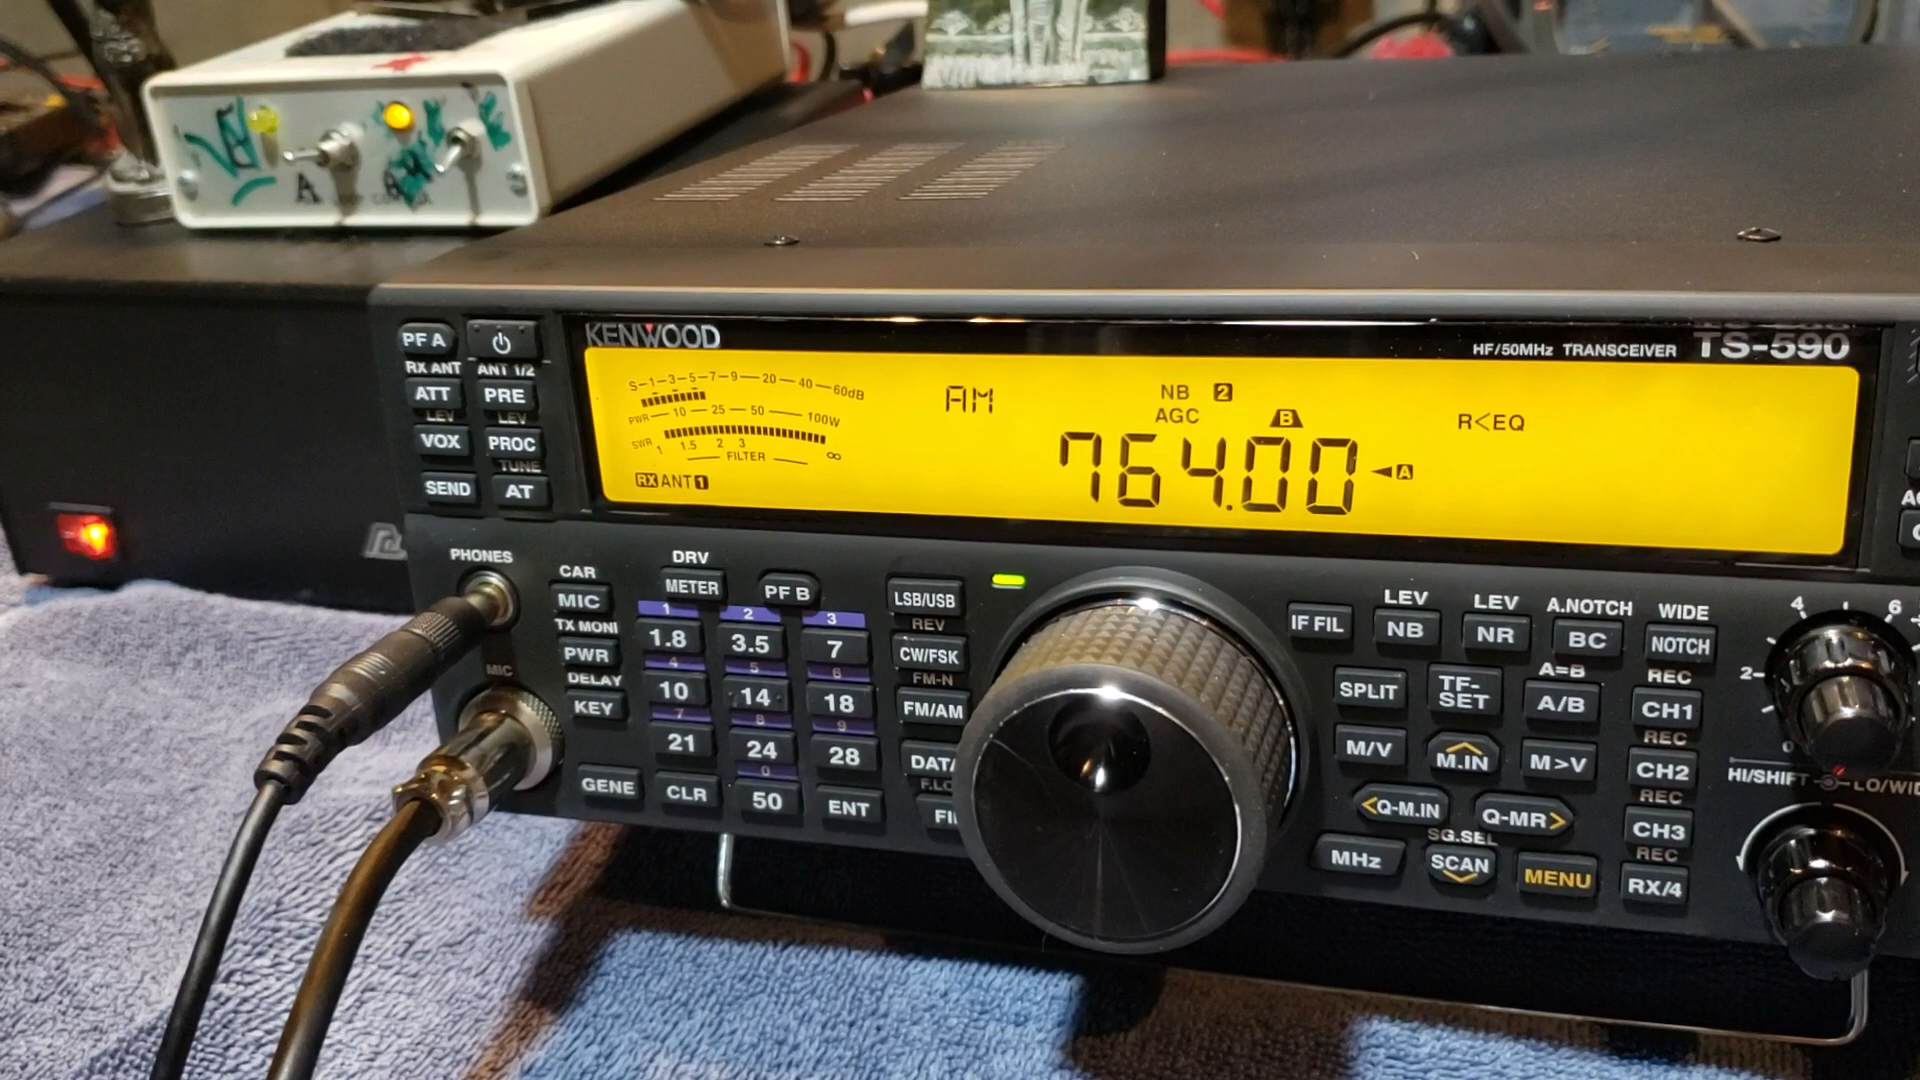 A
KENWOOD
HF/50MHz TRANSCEIVER TS-590
PF A
RX ANT ANT 1/2
ATT PRE
LEV LEV
VOX PROC
TUNE
SEND AT
S-1-3-5-7-9-20-40-60dB
PWR 10 25 50 100W
SWR 1 1.5 2 3 ∞
FILTER
RX ANT 1
AM
NB 2
AGC B
R<EQ
764.00 ◄A
PHONES
MIC
CAR
MIC
TX MONI
PWR
DELAY
KEY
GENE
DRV
METER PF B
1 2 3
1.8 3.5 7
4 5 6
10 14 18
7 8 9
21 24 28
0
CLR 50 ENT
LSB/USB
REV
CW/FSK
FM-N
FM/AM
LEV LEV A.NOTCH WIDE
IF FIL NB NR BC NOTCH
A=B REC
SPLIT TF-SET A/B CH1
REC
M/V M.IN M>V CH2
REC
<Q-M.IN Q-MR> CH3
SG.SEL REC
MHz SCAN MENU RX/4
4 6
2
0
HI/SHIFT LO/WID